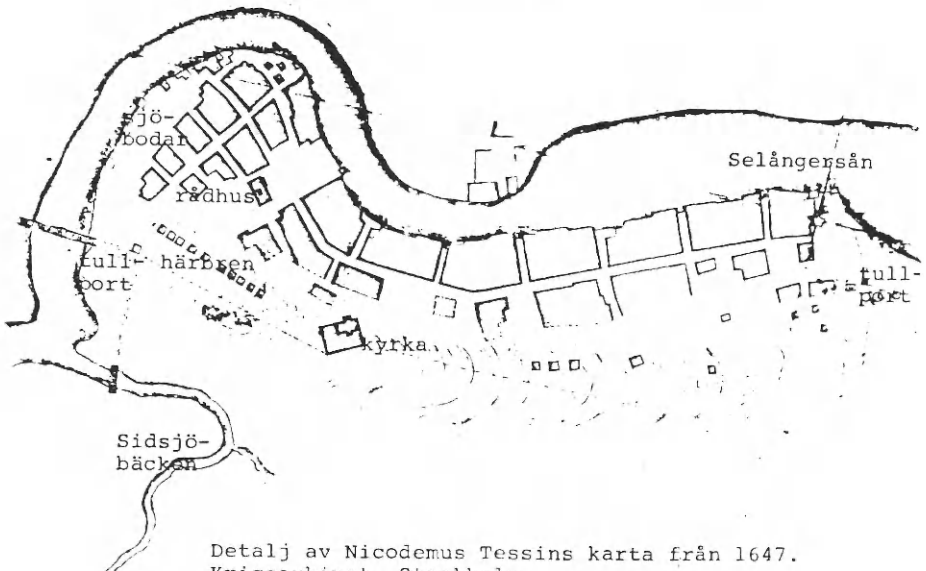 sjö-
bodar
Selångersån
rådhus
tull-
port
härbren
tull-
port
kyrka
Sidsjö-
bäcken
Detalj av Nicodemus Tessins karta från 1647.